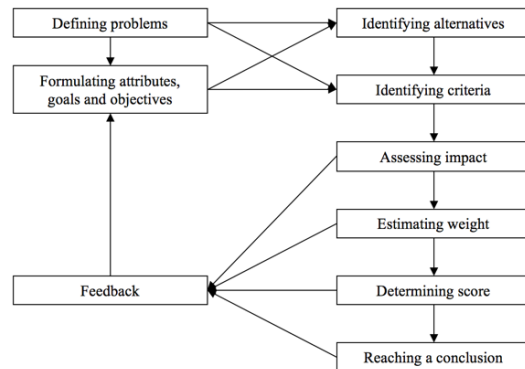 Defining problems
Identifying alternatives
Formulating attributes,
goals and objectives
Identifying criteria
Assessing impact
Estimating weight
Feedback
Determining score
Reaching a conclusion